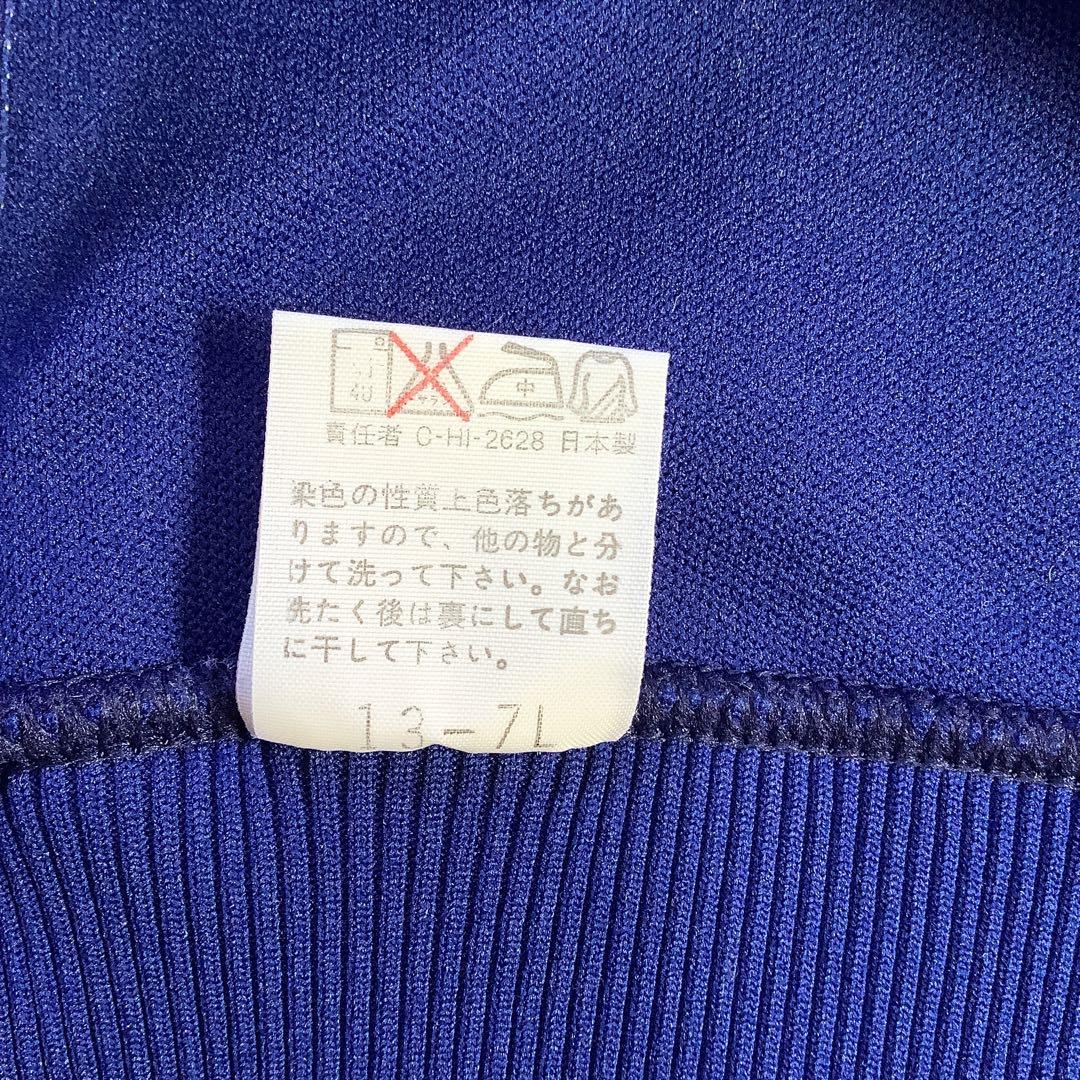 40
中
責任者 C-HI-2628 日本製
染色の性質上色落ちがあ
りますので、他の物と分
けて洗って下さい。なお
先たく後は裏にして直ち
に干して下さい。
13-7L